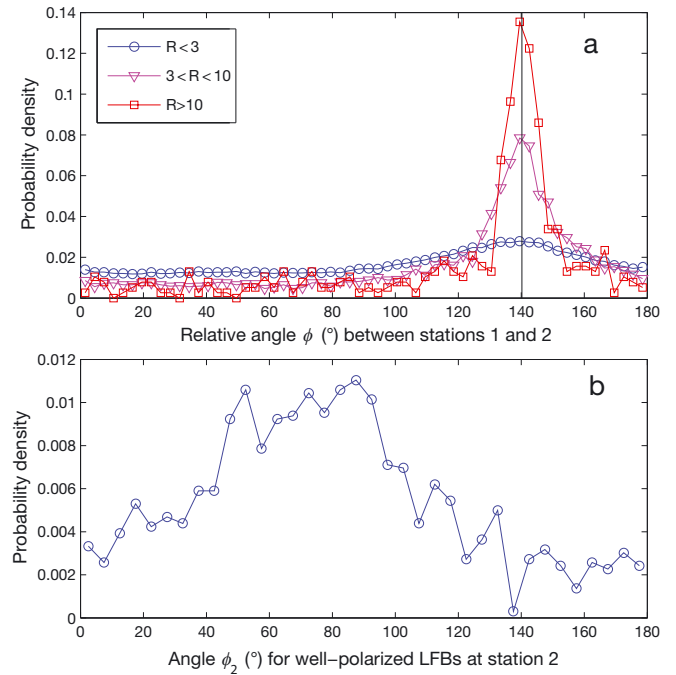 0.14
0.12
0.1
0.08
0.06
0.04
0.02
0
Probability density
R < 3
3 < R < 10
R>10
a
0 20 40 60 80 100 120 140 160 180
Relative angle ϕ (°) between stations 1 and 2
0.012
0.01
0.008
0.006
0.004
0.002
0
Probability density
b
0 20 40 60 80 100 120 140 160 180
Angle ϕ2 (°) for well–polarized LFBs at station 2